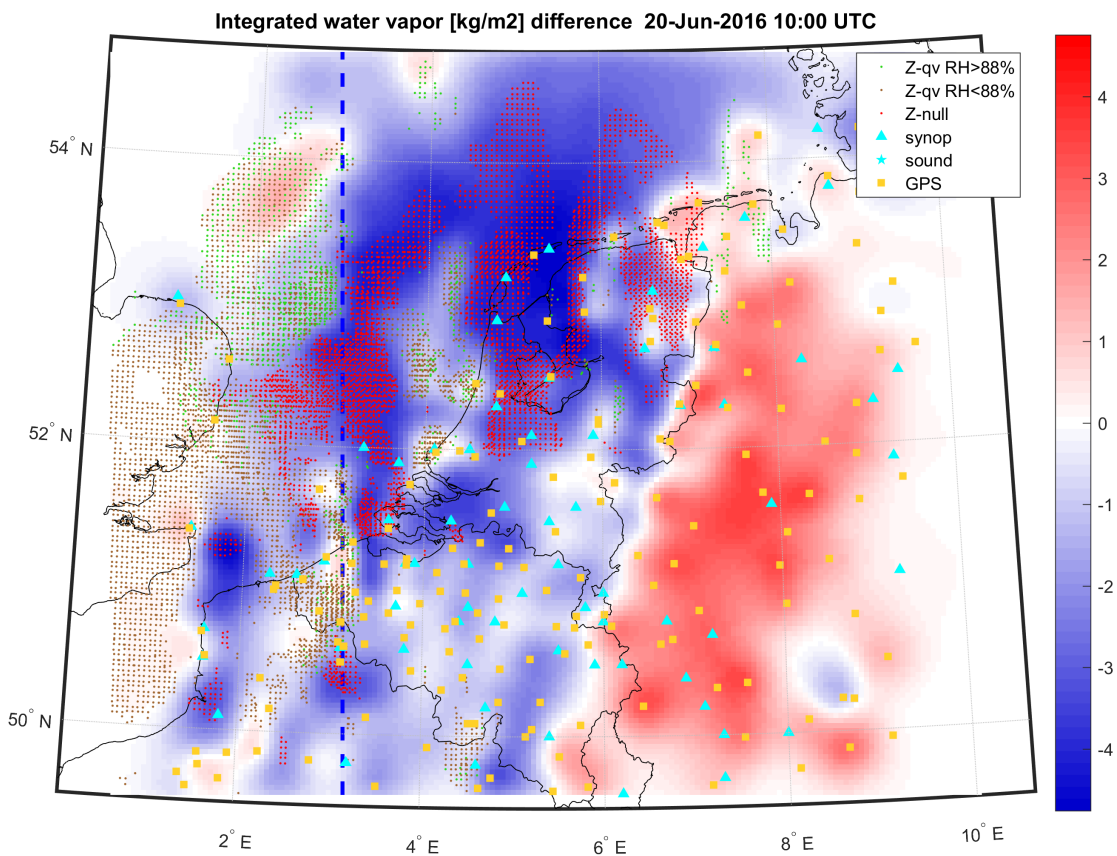 Integrated water vapor [kg/m2] difference 20-Jun-2016 10:00 UTC
Z-qv RH>88%
Z-qv RH<88%
Z-null
synop
sound
GPS
54° N
52° N
50° N
2° E
4° E
6° E
8° E
10° E
4
3
2
1
0
-1
-2
-3
-4